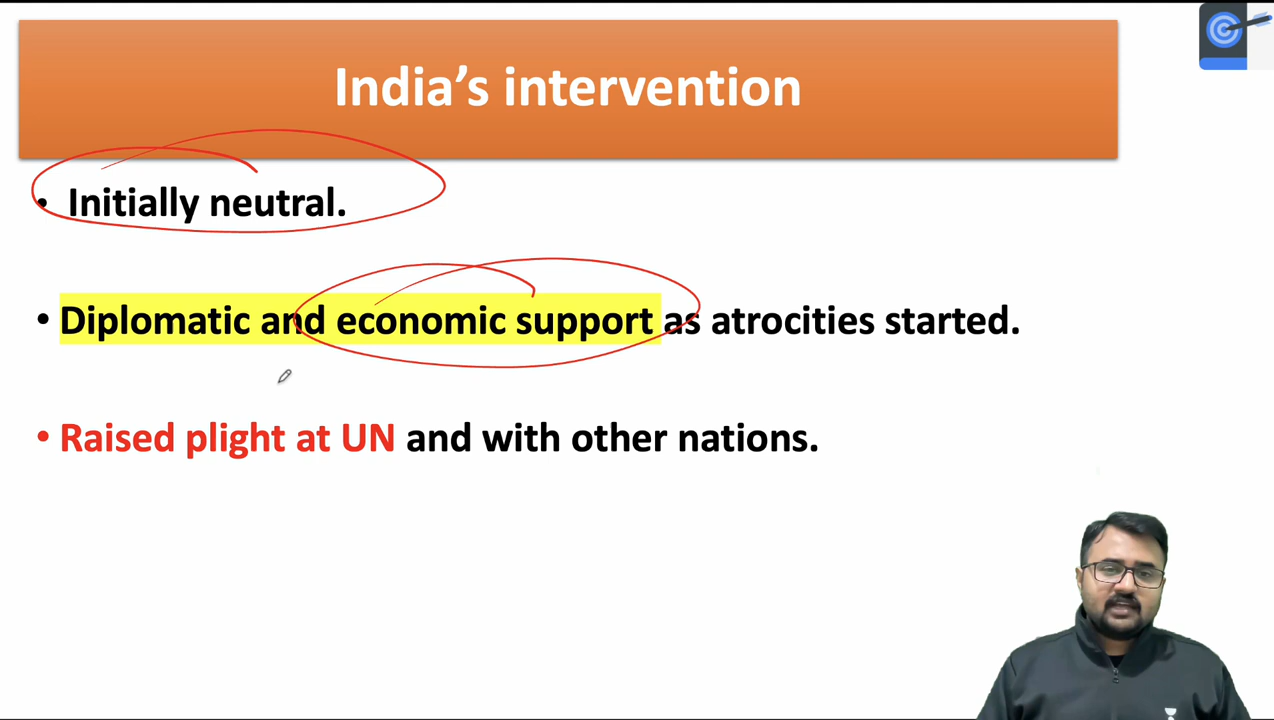 India’s intervention
• Initially neutral.
• Diplomatic and economic support as atrocities started.
• Raised plight at UN and with other nations.